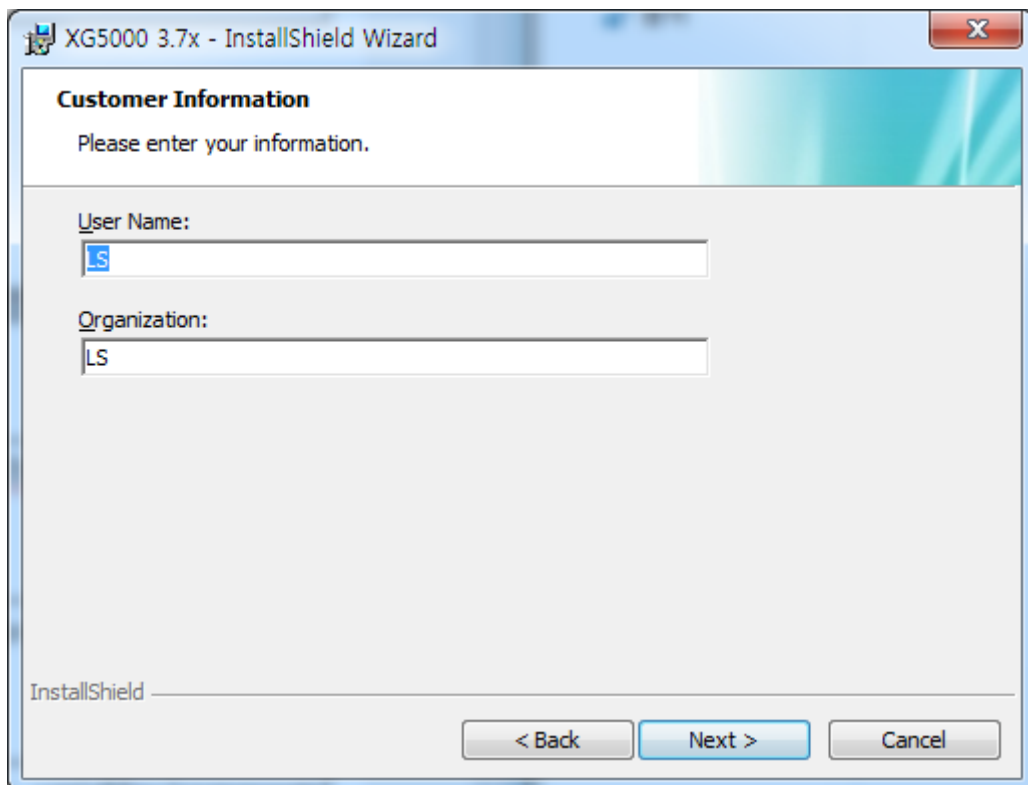 XG5000 3.7x - InstallShield Wizard
Customer Information
Please enter your information.
User Name:
LS
Organization:
LS
InstallShield
< Back
Next >
Cancel